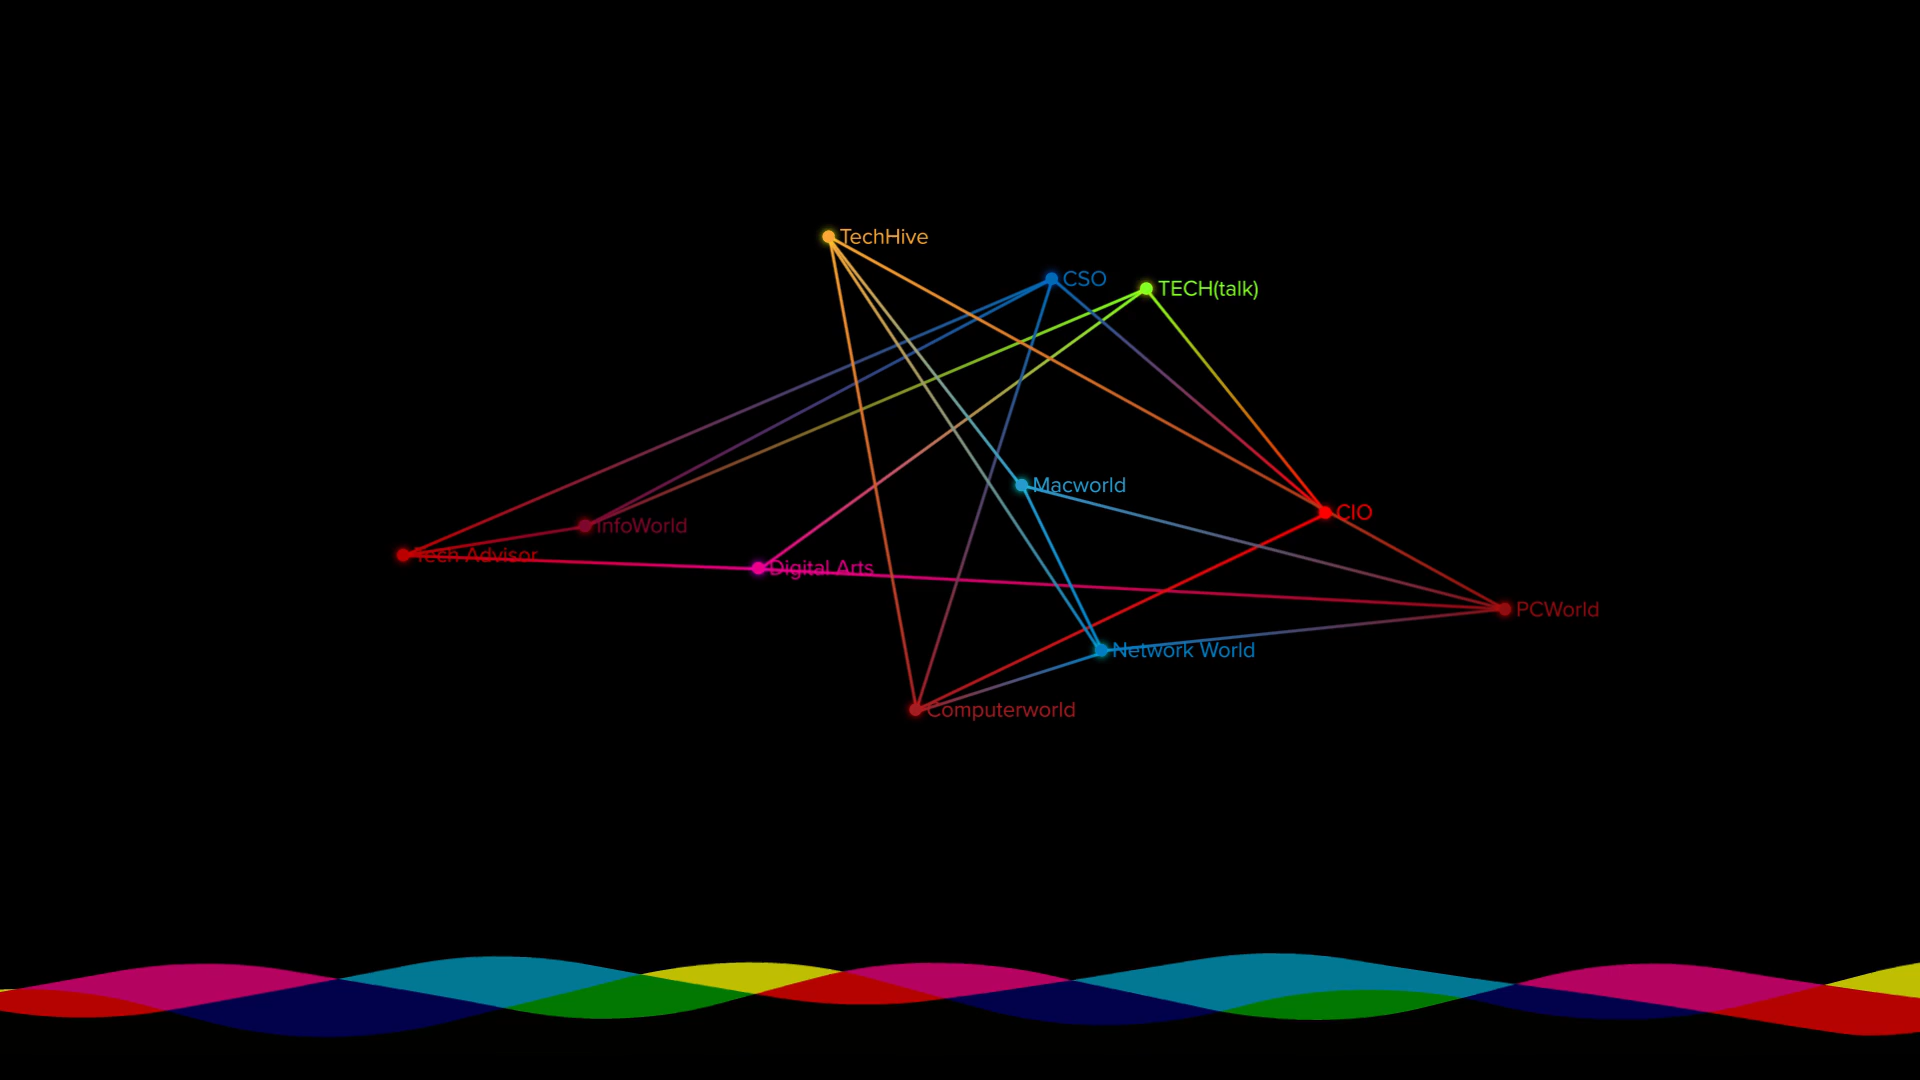 TechHive
CSO
TECH(talk)
Macworld
CIO
InfoWorld
Tech Advisor
Digital Arts
PCWorld
Network World
Computerworld